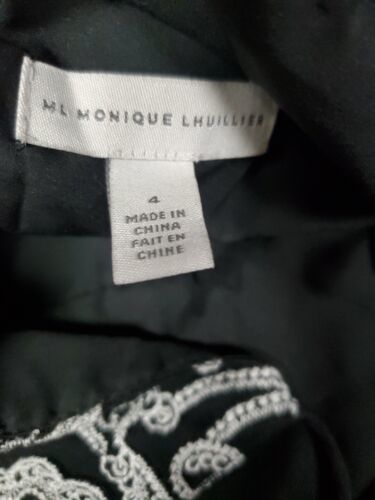 ML MONIQUE LHUILLIER
4
MADE IN
CHINA
FAIT EN
CHINE